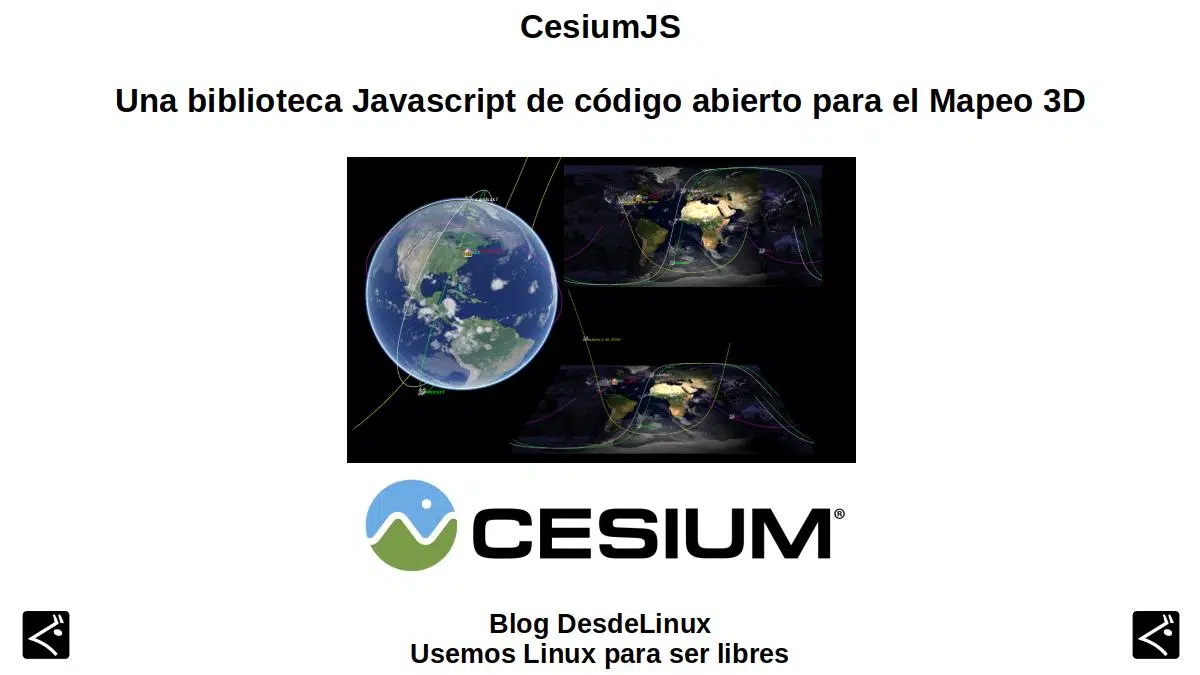 CesiumJS
Una biblioteca Javascript de código abierto para el Mapeo 3D
CESIUM®
Blog DesdeLinux
Usemos Linux para ser libres